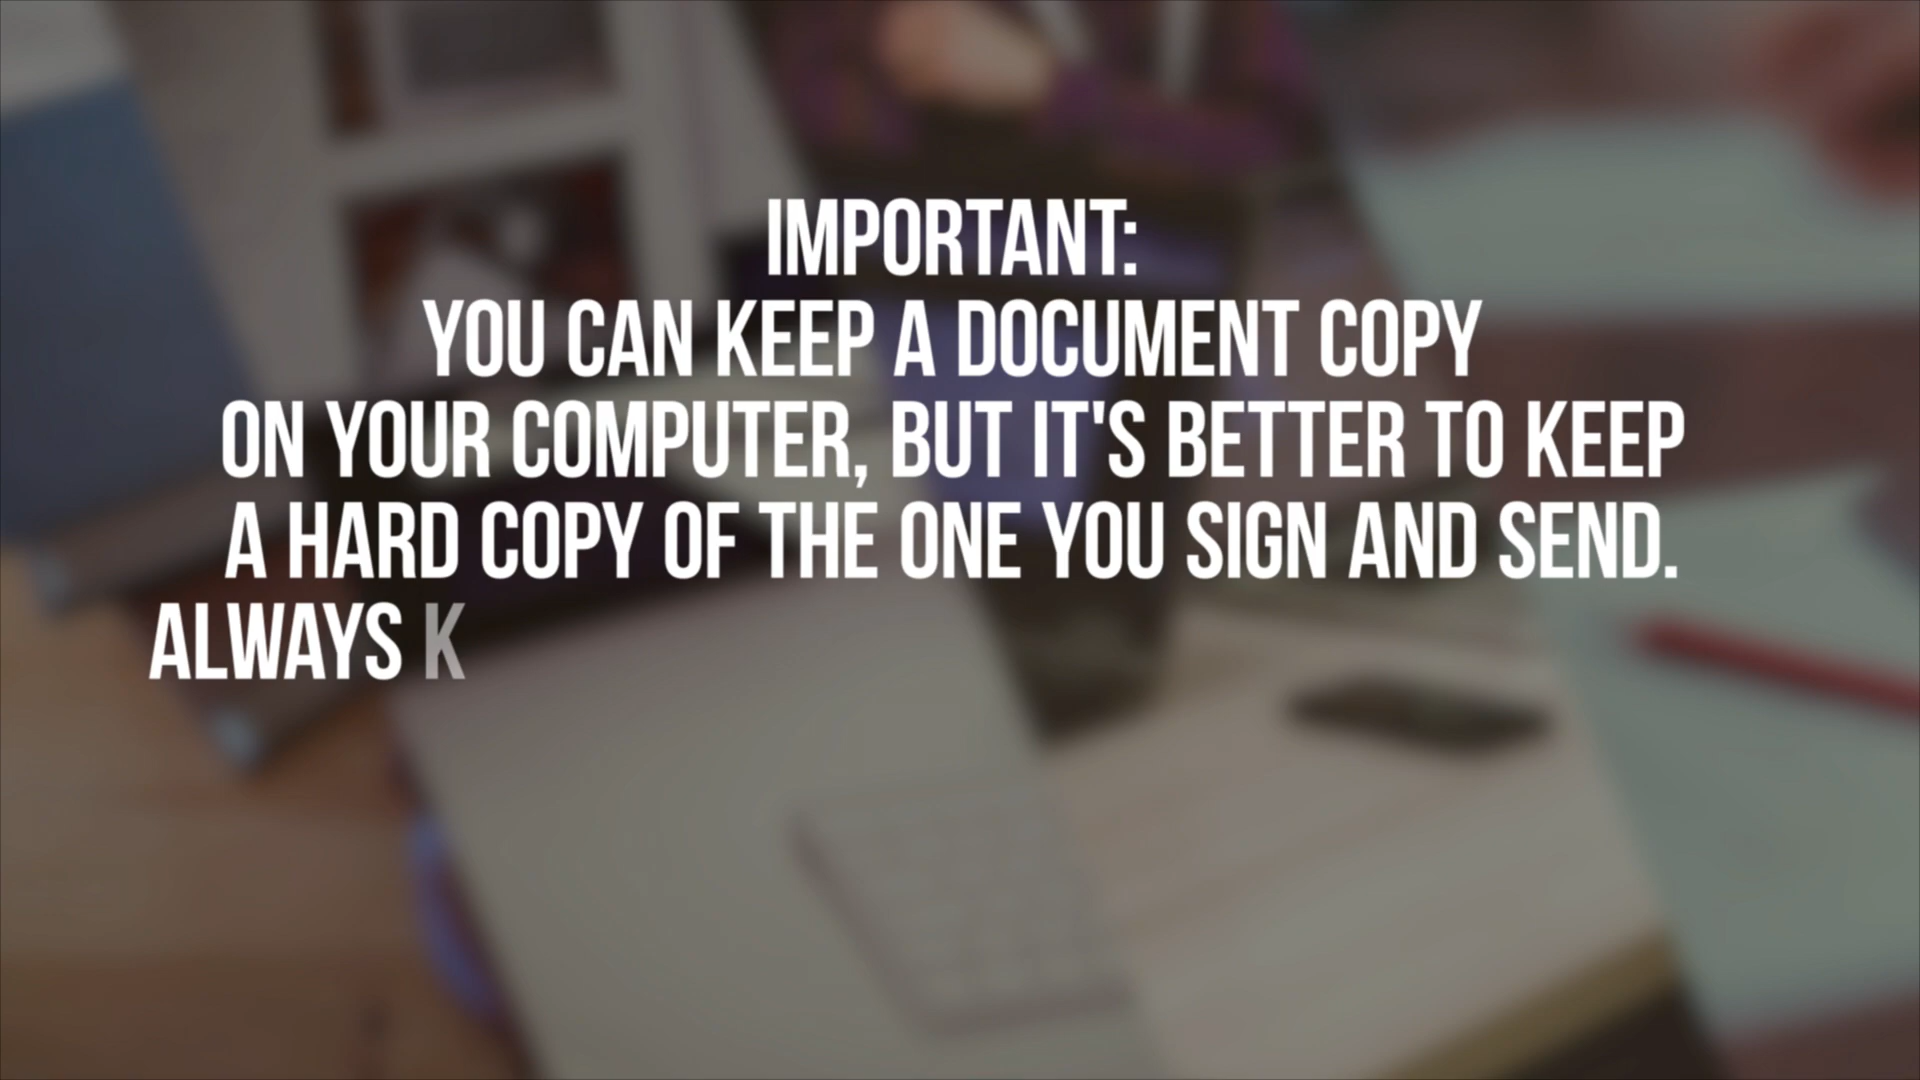 IMPORTANT:
YOU CAN KEEP A DOCUMENT COPY
ON YOUR COMPUTER, BUT IT'S BETTER TO KEEP
A HARD COPY OF THE ONE YOU SIGN AND SEND.
ALWAYS K